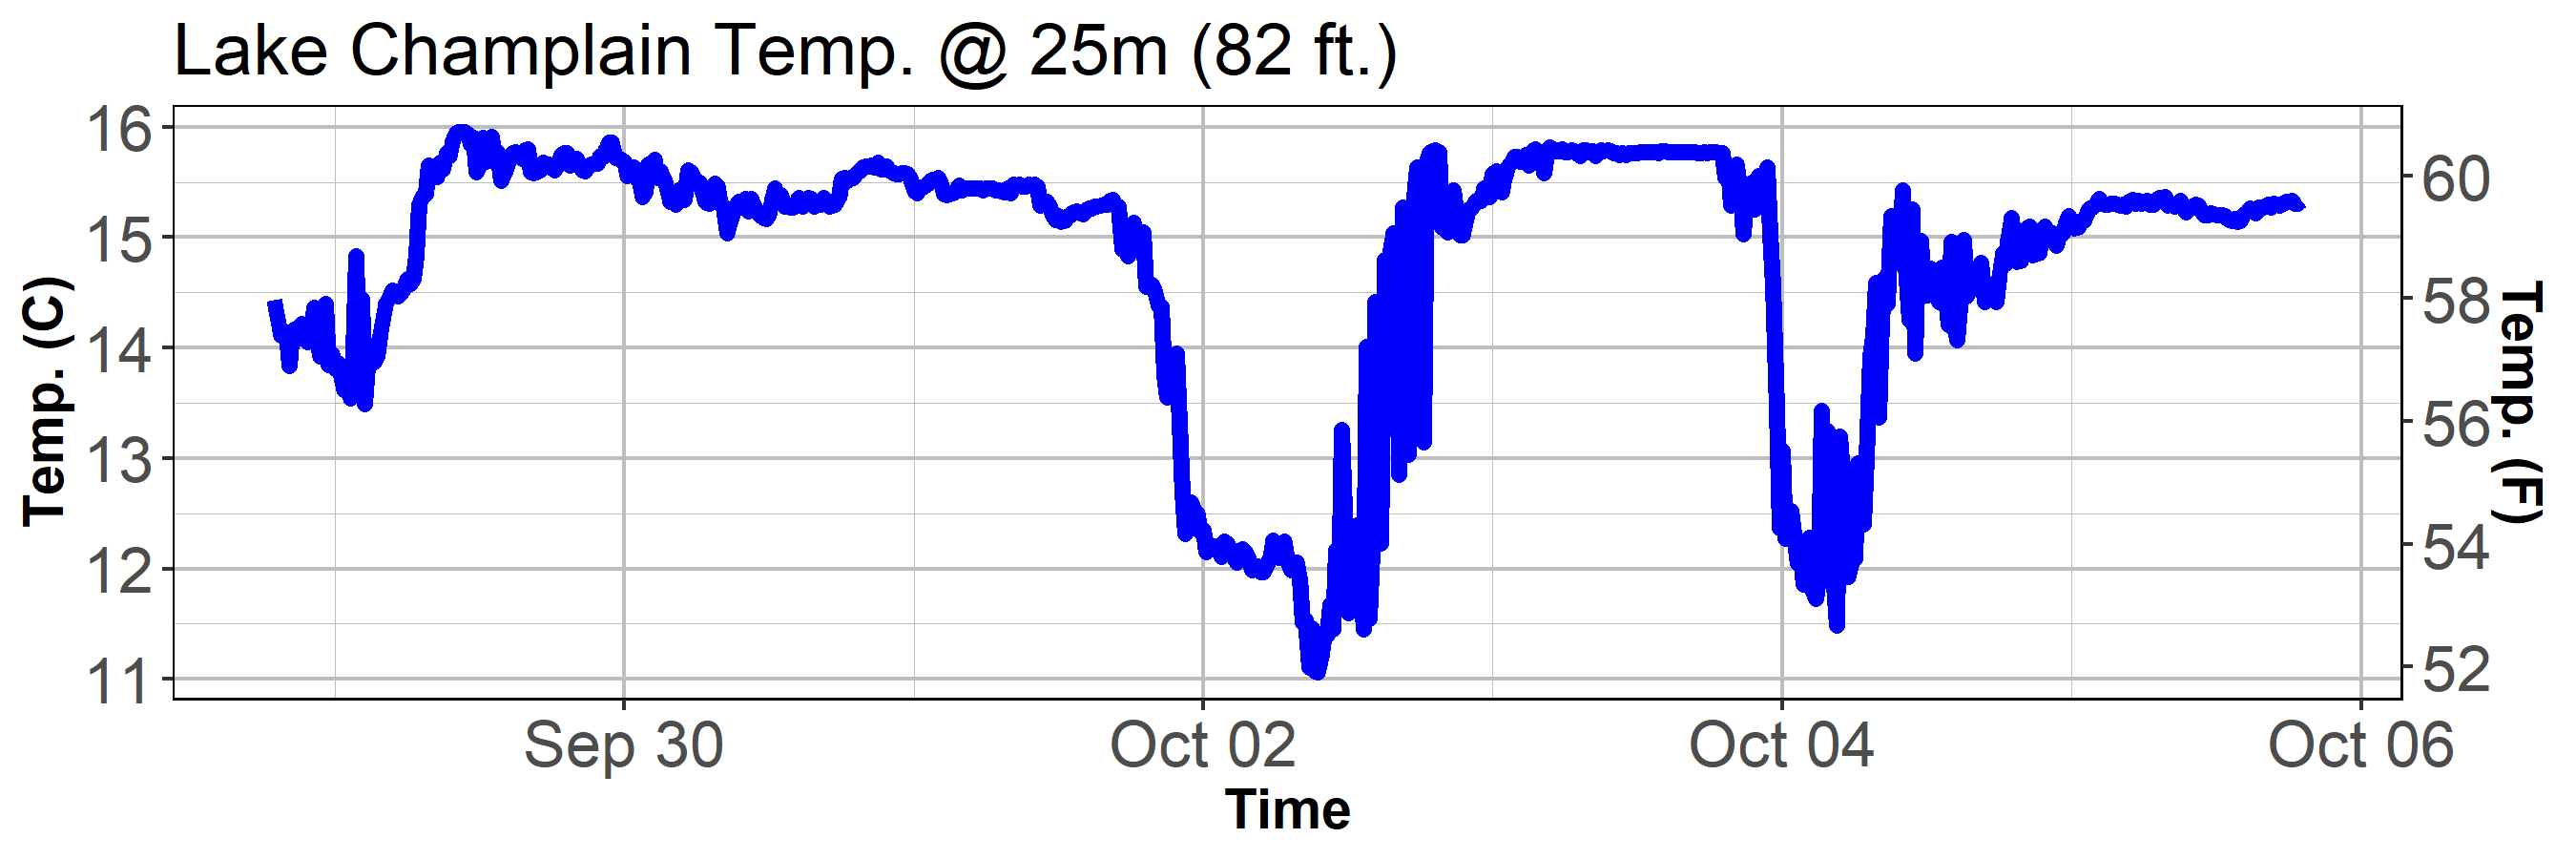 Lake Champlain Temp. @ 25m (82 ft.)
Temp. (C)
16
15
14
13
12
11
60
58
56
54
52
Temp. (F)
Sep 30
Oct 02
Oct 04
Oct 06
Time